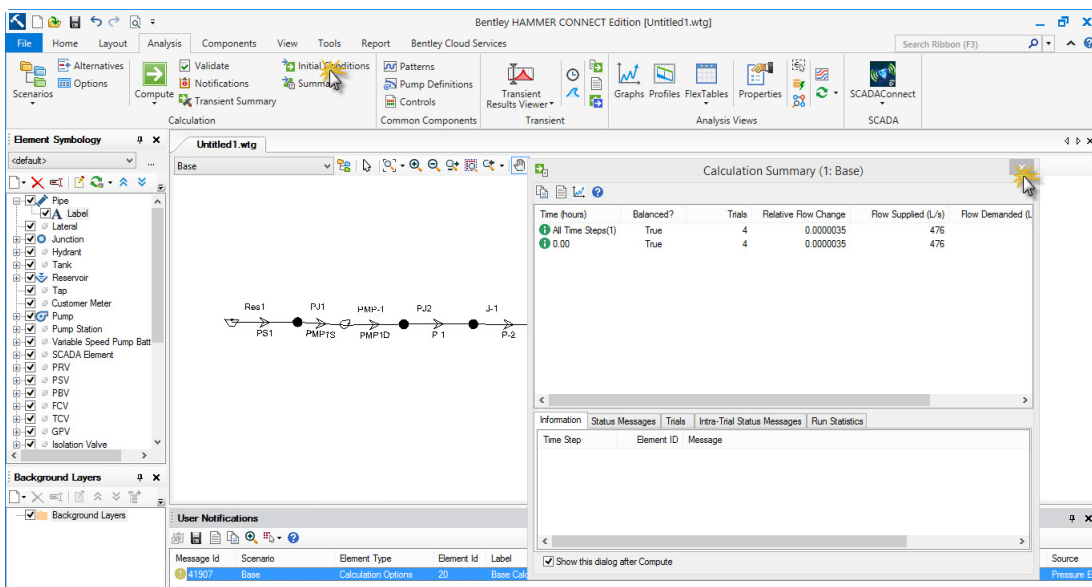 Bentley HAMMER CONNECT Edition [Untitled1.wtg]
File Home Layout Analysis Components View Tools Report Bentley Cloud Services Search Ribbon (F3)
Scenarios
Alternatives
Options
Compute
Validate
Notifications
Transient Summary
Initial Conditions
Summary
Calculation
Patterns
Pump Definitions
Controls
Common Components
Transient
Results Viewer
Transient
Graphs Profiles FlexTables Properties
Analysis Views
SCADAConnect
SCADA
Element Symbology
<default>
...
Pipe
Label
Lateral
Junction
Hydrant
Tank
Reservoir
Tap
Customer Meter
Pump
Pump Station
Variable Speed Pump Batt
SCADA Element
PRV
PSV
PBV
FCV
TCV
GPV
Isolation Valve
Background Layers
Background Layers
Untitled1.wtg
Base
Res1 PJ1 PMP-1 PJ2 J-1
PS1 PMP1S PMP1D P 1 P-2
Calculation Summary (1: Base)
Time (hours) Balanced? Trials Relative Flow Change Flow Supplied (L/s) Flow Demanded (L
All Time Steps(1) True 4 0.0000035 476
0.00 True 4 0.0000035 476
Information Status Messages Trials Intra-Trial Status Messages Run Statistics
Time Step Element ID Message
Show this dialog after Compute
User Notifications
Message Id Scenario Element Type Element Id Label Source
41907 Base Calculation Options 20 Base Calc Pressure E